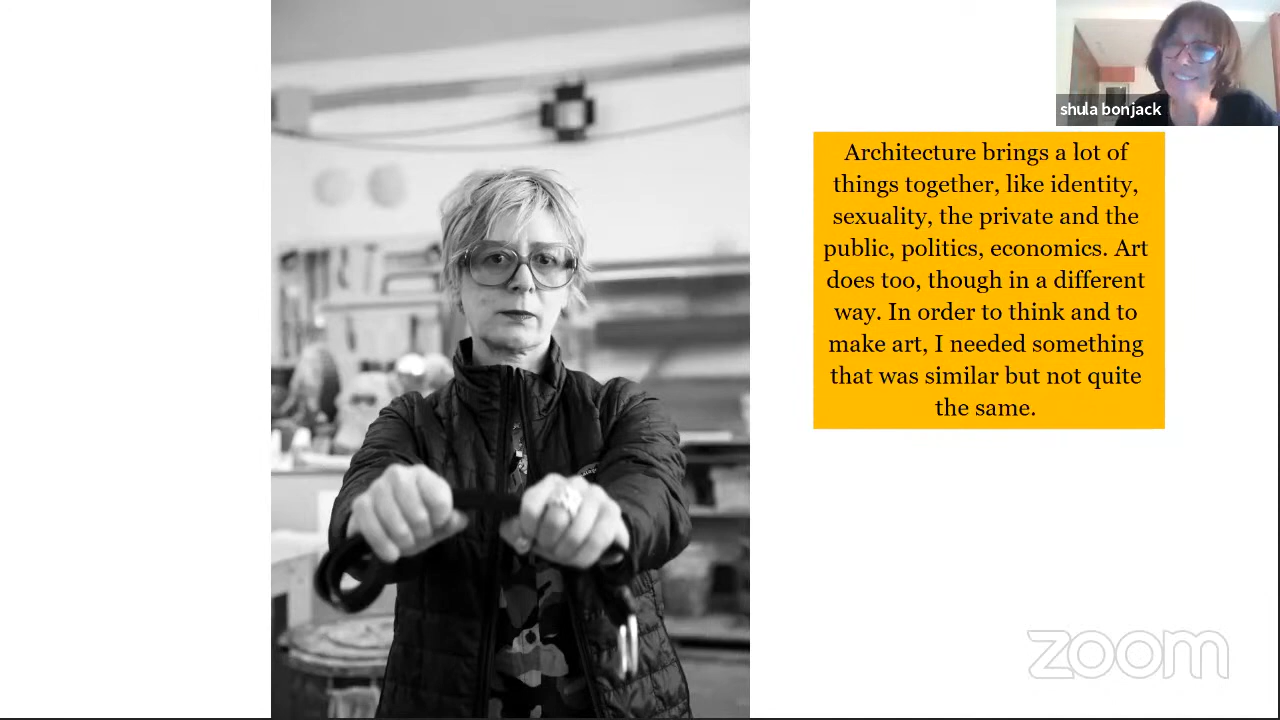 shula bonjack
Architecture brings a lot of
things together, like identity,
sexuality, the private and the
public, politics, economics. Art
does too, though in a different
way. In order to think and to
make art, I needed something
that was similar but not quite
the same.
zoom